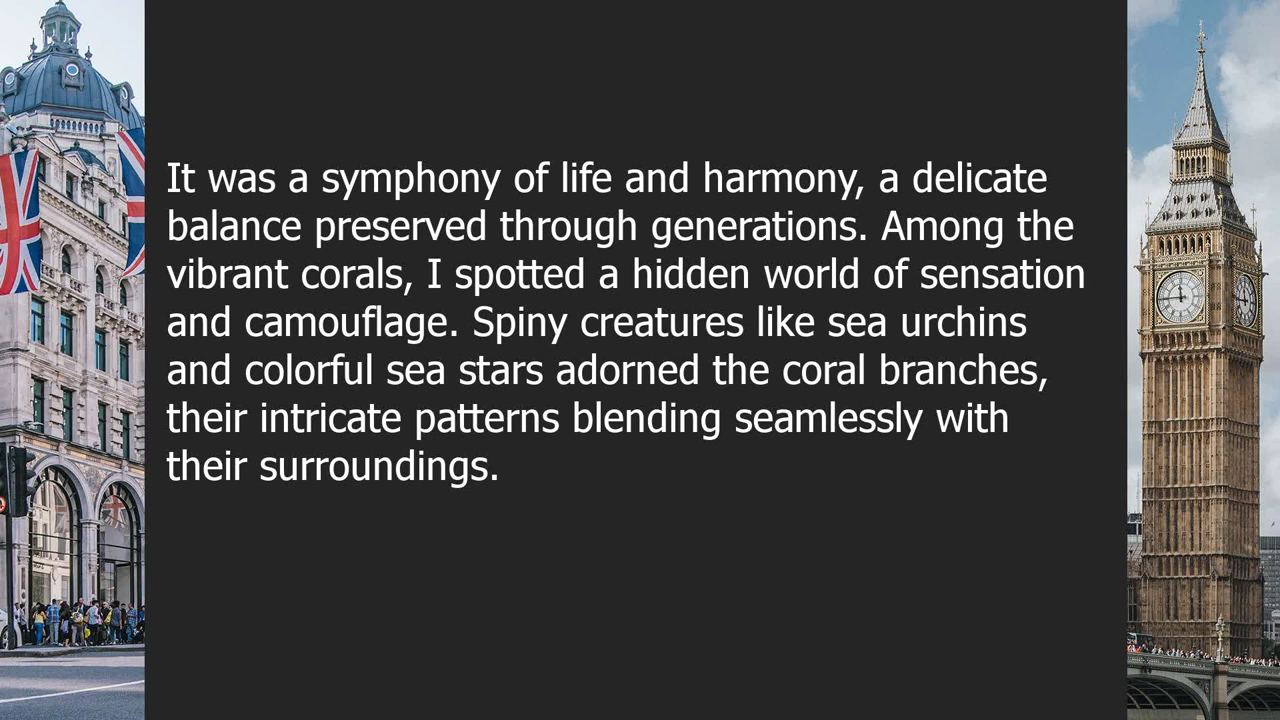 It was a symphony of life and harmony, a delicate
balance preserved through generations. Among the
vibrant corals, I spotted a hidden world of sensation
and camouflage. Spiny creatures like sea urchins
and colorful sea stars adorned the coral branches,
their intricate patterns blending seamlessly with
their surroundings.